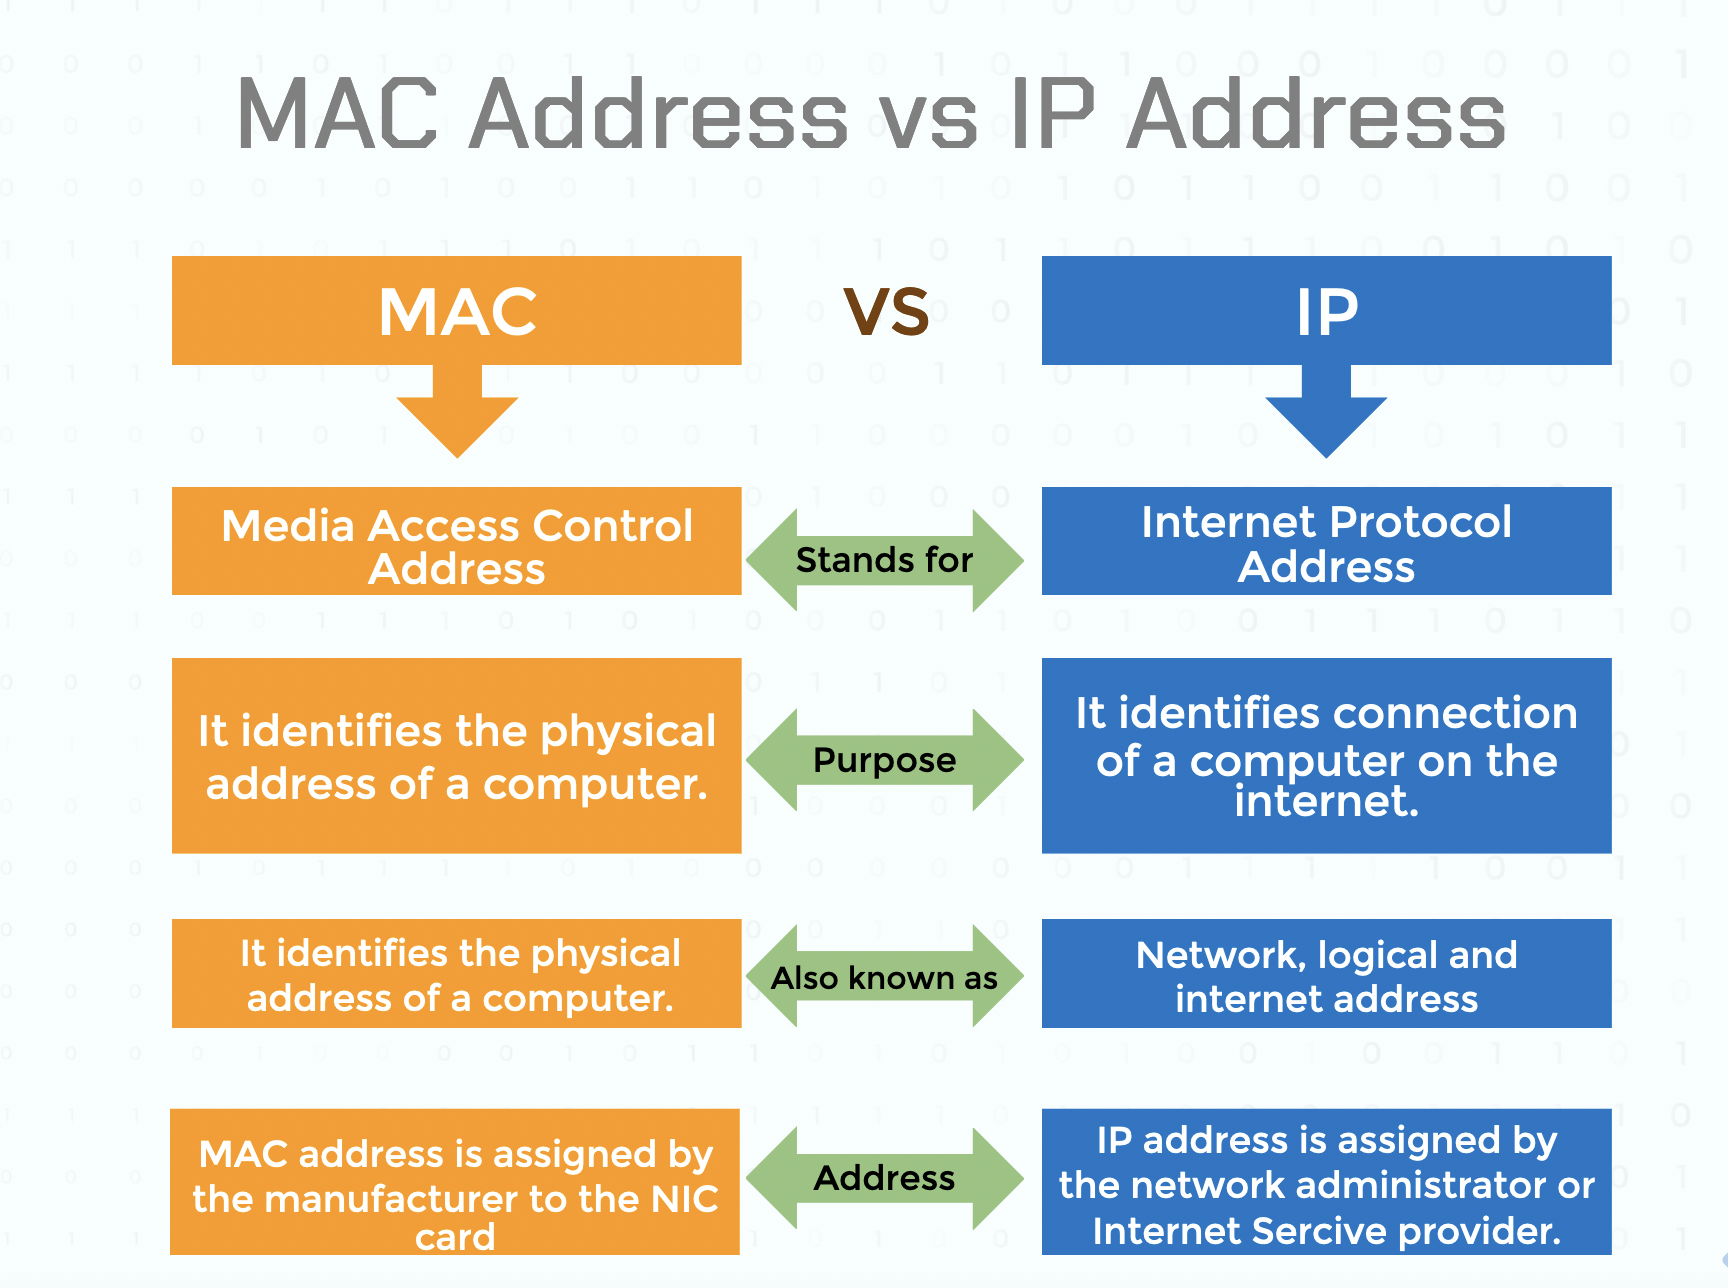 MAC Address vs IP Address
MAC
VS
IP
Media Access Control
Address
Stands for
Internet Protocol
Address
It identifies the physical
address of a computer.
Purpose
It identifies connection
of a computer on the
internet.
It identifies the physical
address of a computer.
Also known as
Network, logical and
internet address
MAC address is assigned by
the manufacturer to the NIC
card
Address
IP address is assigned by
the network administrator or
Internet Sercive provider.